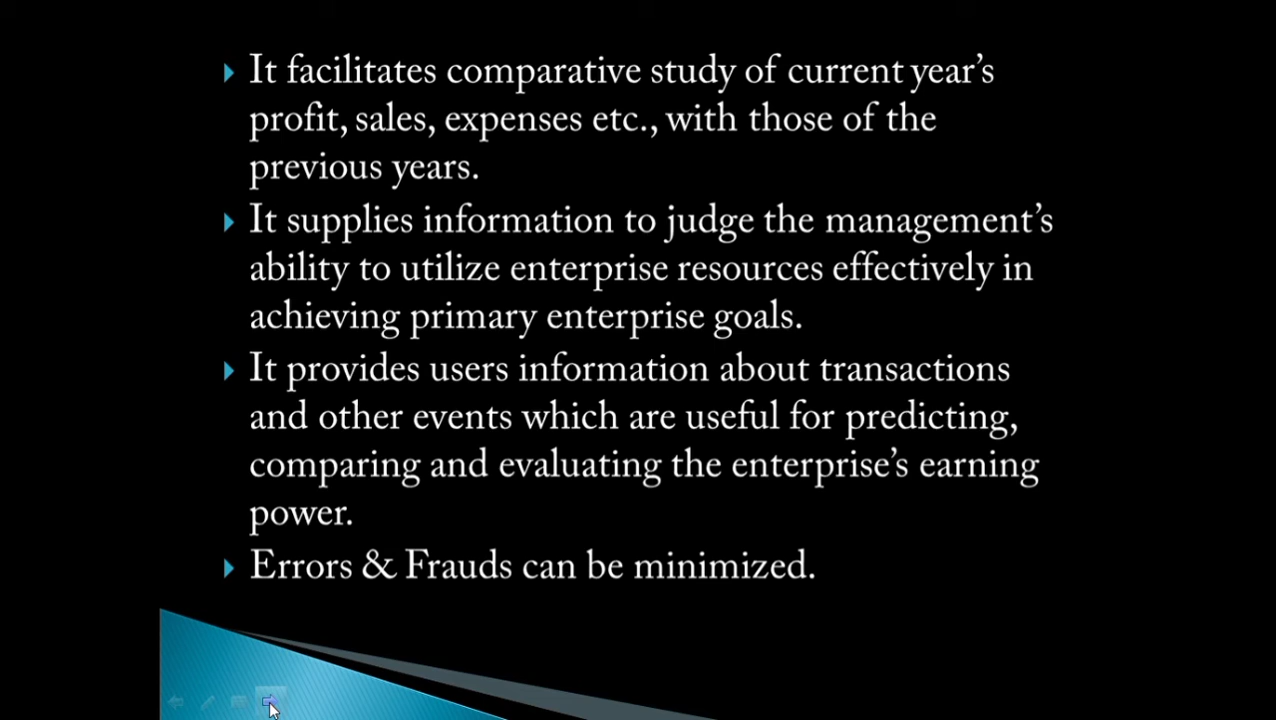 It facilitates comparative study of current year’s
profit, sales, expenses etc., with those of the
previous years.
It supplies information to judge the management’s
ability to utilize enterprise resources effectively in
achieving primary enterprise goals.
It provides users information about transactions
and other events which are useful for predicting,
comparing and evaluating the enterprise’s earning
power.
Errors & Frauds can be minimized.